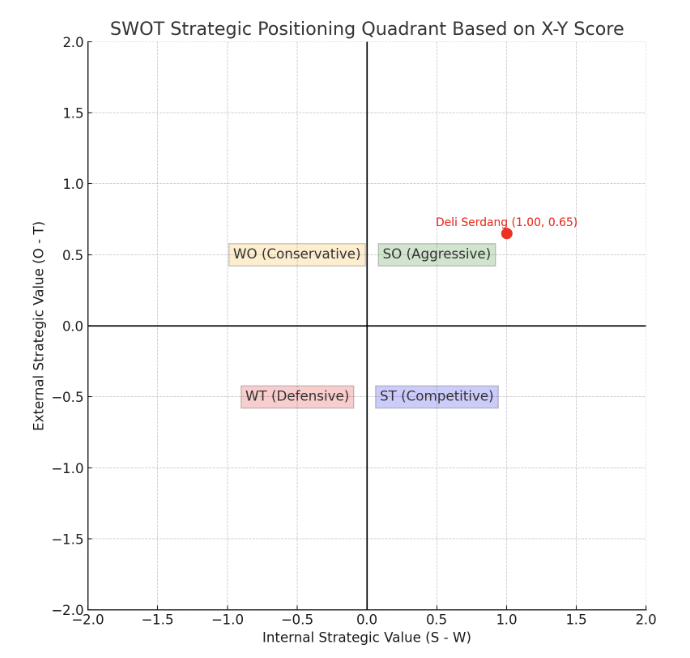 SWOT Strategic Positioning Quadrant Based on X-Y Score
2.0
1.5
1.0
0.5
0.0
−0.5
−1.0
−1.5
−2.0
External Strategic Value (O - T)
Deli Serdang (1.00, 0.65)
WO (Conservative)
SO (Aggressive)
WT (Defensive)
ST (Competitive)
−2.0
−1.5
−1.0
−0.5
0.0
0.5
1.0
1.5
2.0
Internal Strategic Value (S - W)